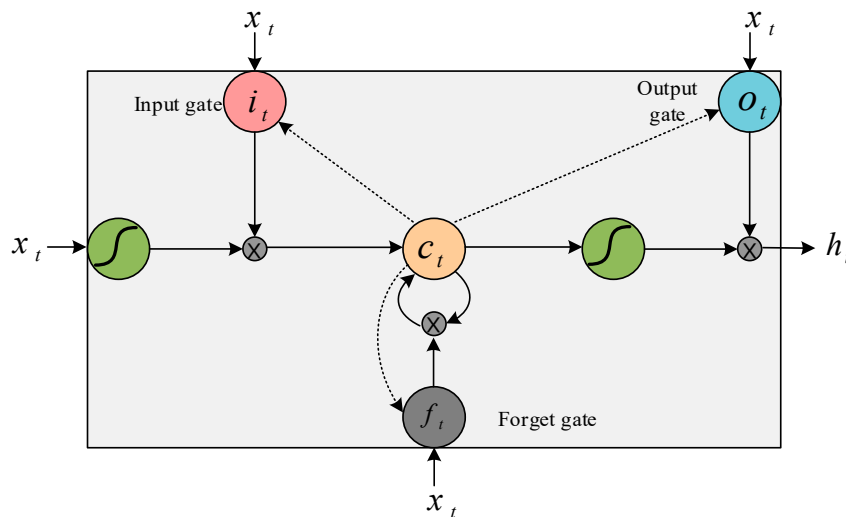 x t x t
Input gate i t Output gate o t
x t X c t X h t
X
f t Forget gate
x t